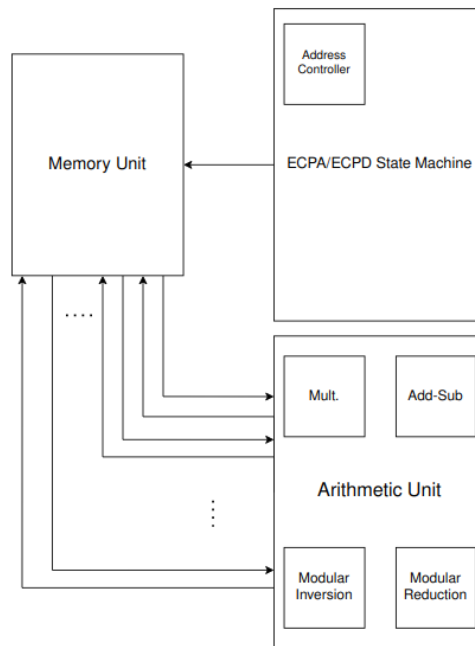 Address
Controller
Memory Unit
ECPA/ECPD State Machine
Mult.
Add-Sub
Arithmetic Unit
Modular
Inversion
Modular
Reduction